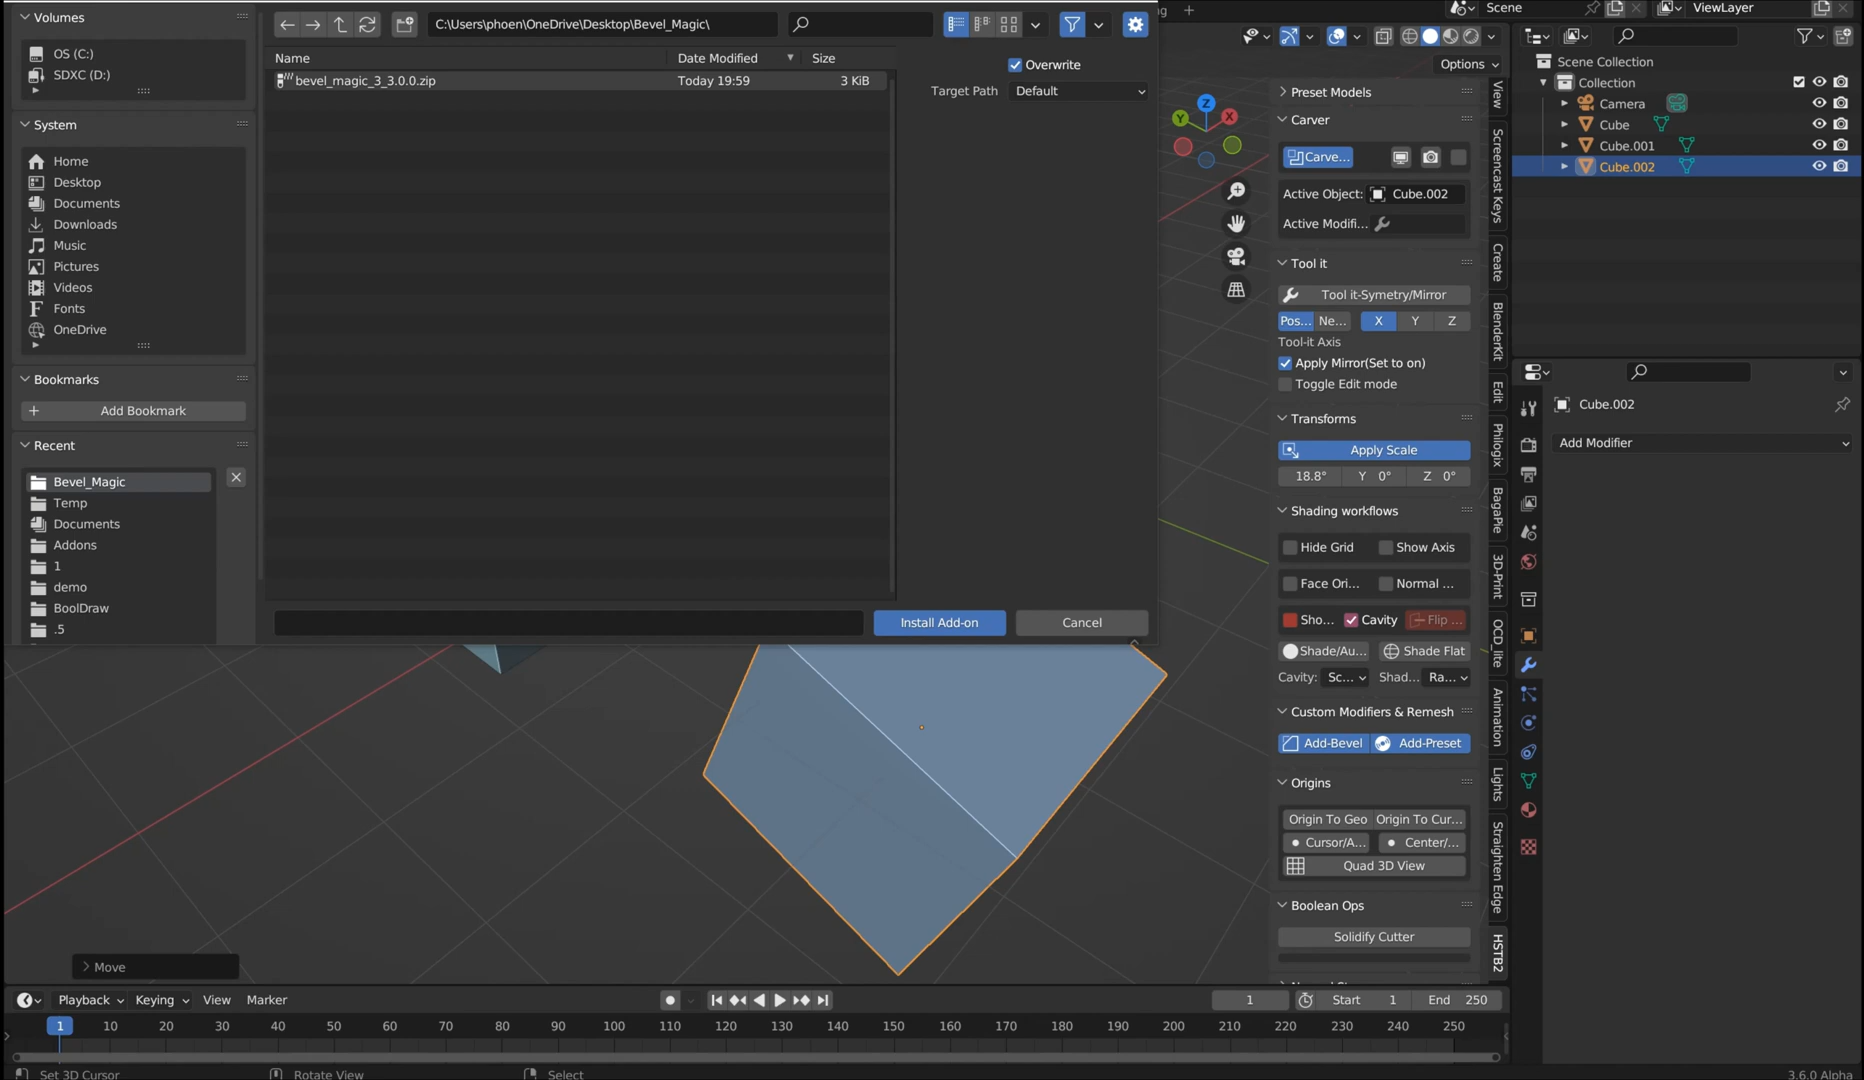 Volumes
OS (C:)
SDXC (D:)
System
Home
Desktop
Documents
Downloads
Music
Pictures
Videos
Fonts
OneDrive
Bookmarks
Add Bookmark
Recent
Bevel_Magic
Temp
Documents
Addons
1
demo
BoolDraw
.5
C:\Users\phoen\OneDrive\Desktop\Bevel_Magic\
Name Date Modified Size
bevel_magic_3_3.0.0.zip Today 19:59 3 KiB
Overwrite
Target Path Default
Install Add-on Cancel
Move
Options
Preset Models
Carver
Carve...
Active Object: Cube.002
Active Modifi...
Tool it
Tool it-Symetry/Mirror
Pos... Ne... X Y Z
Tool-it Axis
Apply Mirror(Set to on)
Toggle Edit mode
Transforms
Apply Scale
18.8° Y 0° Z 0°
Shading workflows
Hide Grid Show Axis
Face Ori... Normal ...
Sho... Cavity Flip ...
Shade/Au... Shade Flat
Cavity: Sc... Shad... Ra...
Custom Modifiers & Remesh
Add-Bevel Add-Preset
Origins
Origin To Geo Origin To Cur...
Cursor/A... Center/...
Quad 3D View
Boolean Ops
Solidify Cutter
Z
Y
X
View
Screencast Keys
Create
BlenderKit
Edit
Philogix
BagaPie
3D-Print
OCD_lite
Animation
Lights
Straighten Edge
HSTB2
Scene ViewLayer
Scene Collection
Collection
Camera
Cube
Cube.001
Cube.002
Cube.002
Add Modifier
Playback Keying View Marker
1 Start 1 End 250
1 10 20 30 40 50 60 70 80 90 100 110 120 130 140 150 160 170 180 190 200 210 220 230 240 250
Set 3D Cursor Rotate View Select 3.6.0 Alpha